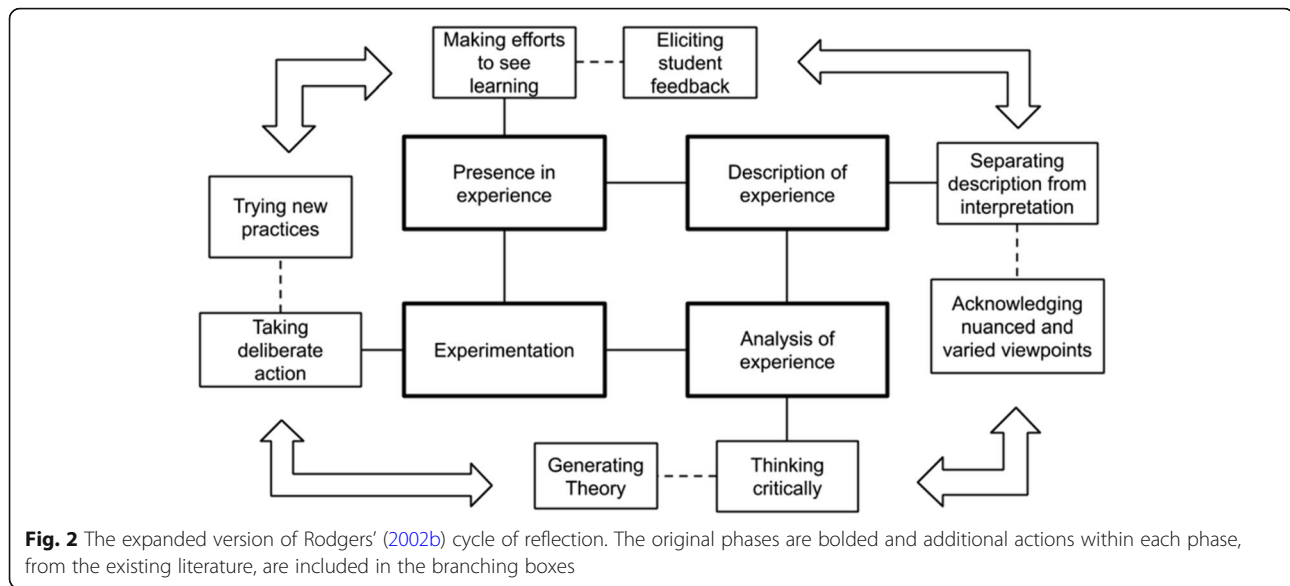 Making efforts
to see
learning
Eliciting
student
feedback
Presence in
experience
Description of
experience
Separating
description from
interpretation
Trying new
practices
Taking
deliberate
action
Experimentation
Analysis of
experience
Acknowledging
nuanced and
varied viewpoints
Generating
Theory
Thinking
critically
Fig. 2 The expanded version of Rodgers' (2002b) cycle of reflection. The original phases are bolded and additional actions within each phase,
from the existing literature, are included in the branching boxes